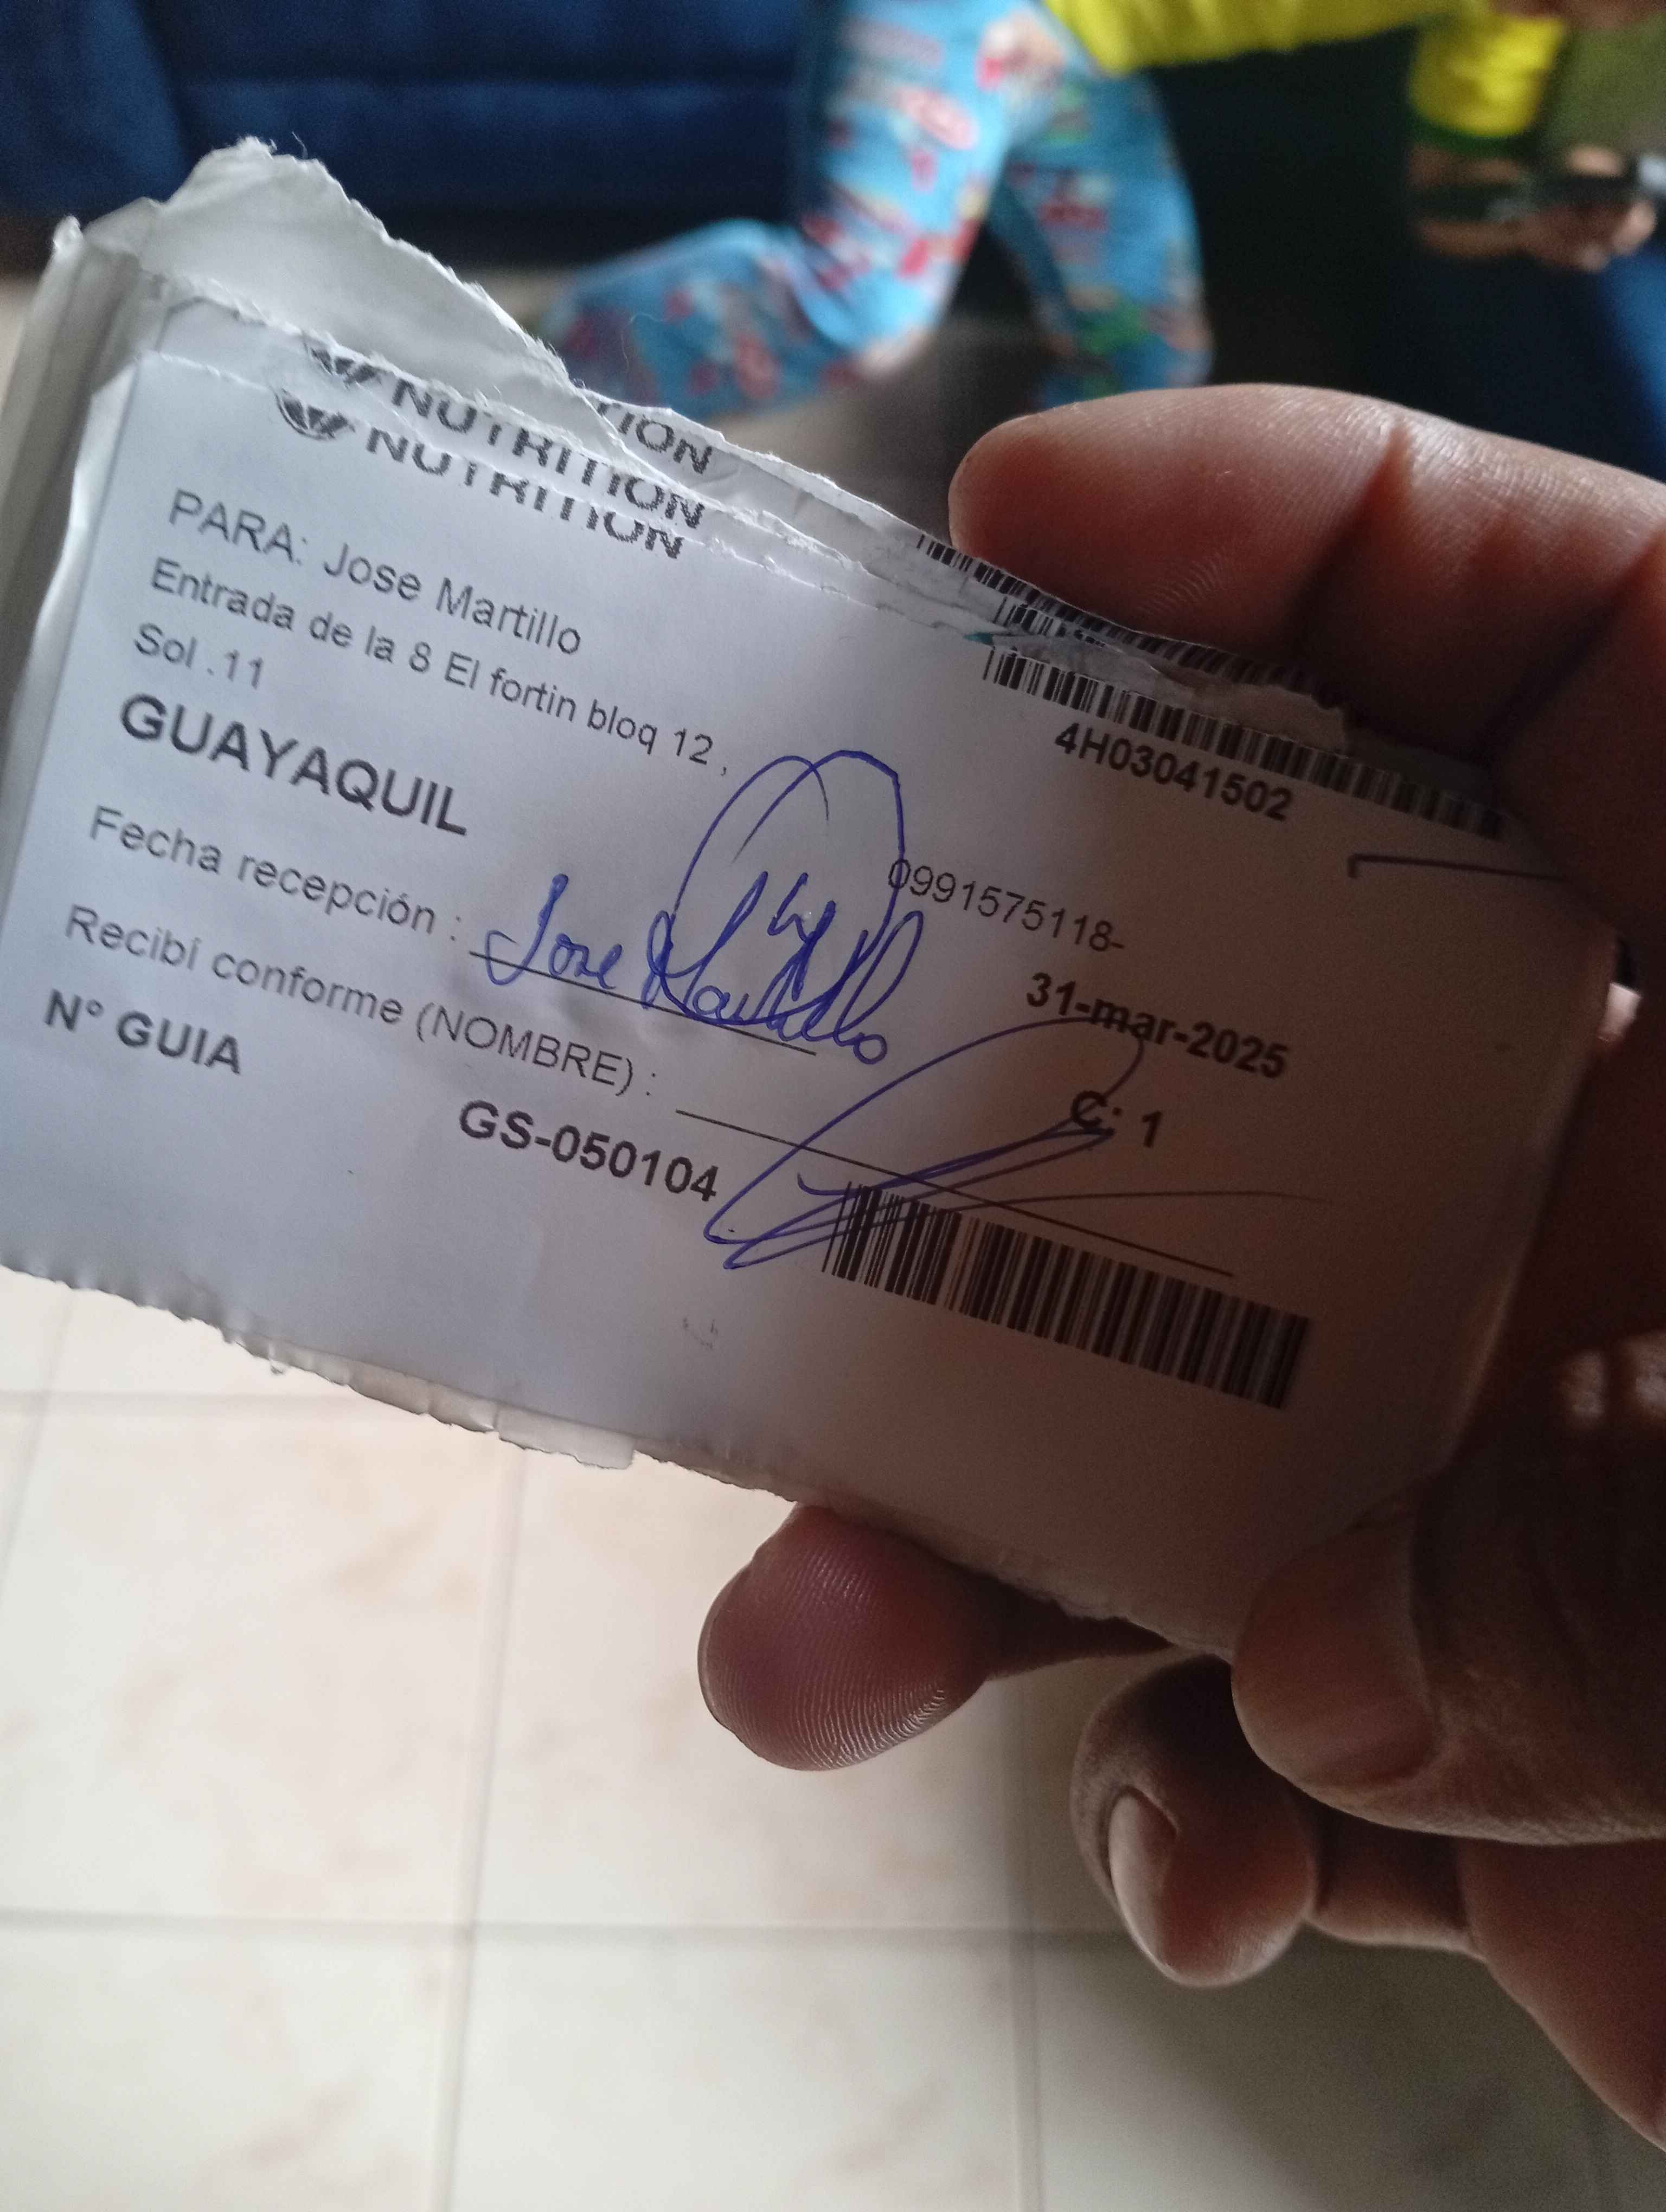 NUTRITION
NUTRITION
PARA: Jose Martillo
Entrada de la 8 El fortin bloq 12,
Sol .11
GUAYAQUIL
4H03041502
0991575118-
Fecha recepción :
Jose Martillo
31-mar-2025
Recibí conforme (NOMBRE) :
C: 1
N° GUIA
GS-050104